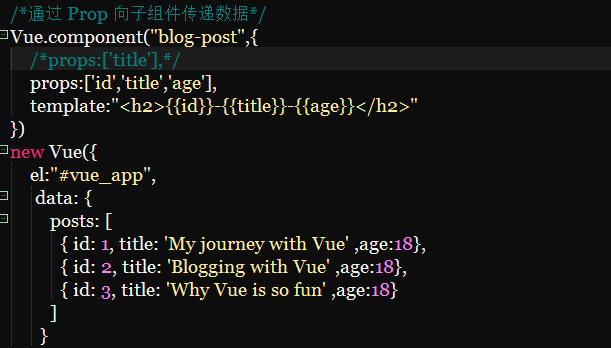 /*通过 Prop 向子组件传递数据*/
Vue.component("blog-post",{
/*props:['title'],*/
props:['id','title','age'],
template:"<h2>{{id}}-{{title}}-{{age}}</h2>"
})
new Vue({
el:"#vue_app",
data: {
posts: [
{ id: 1, title: 'My journey with Vue' ,age:18},
{ id: 2, title: 'Blogging with Vue' ,age:18},
{ id: 3, title: 'Why Vue is so fun' ,age:18}
]
}